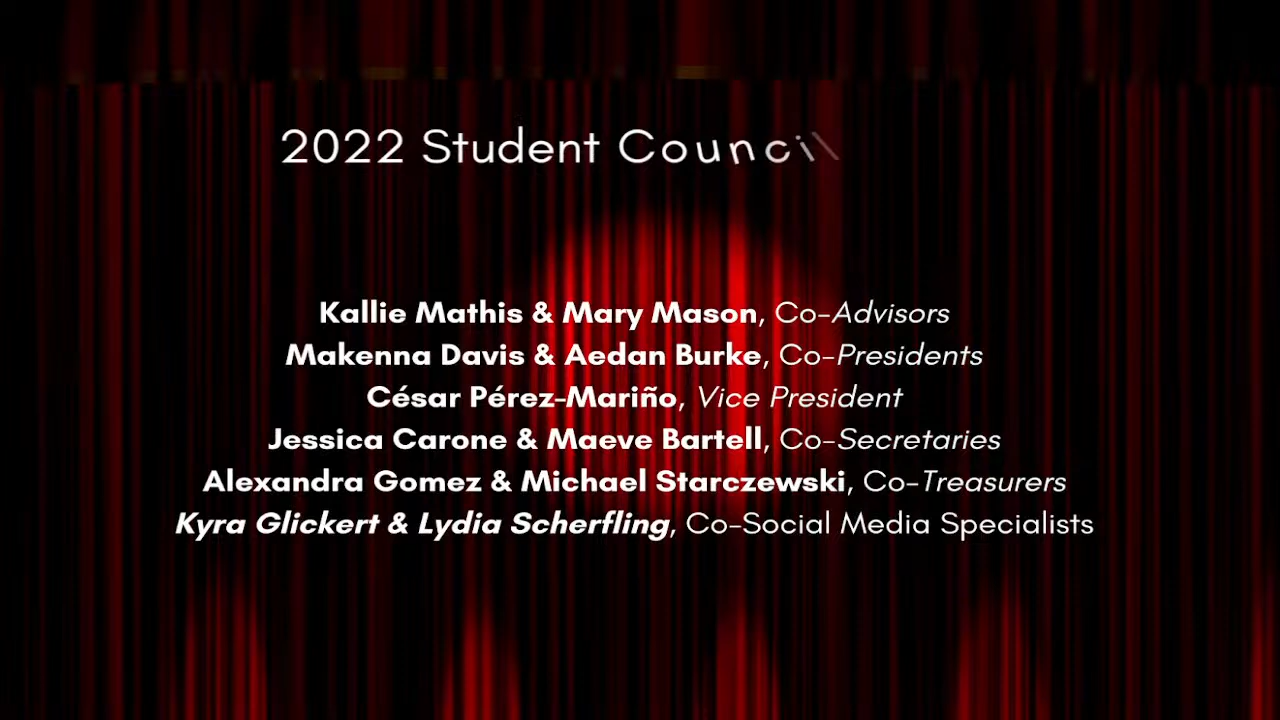 2022 Student Council
Kallie Mathis & Mary Mason, Co-Advisors
Makenna Davis & Aedan Burke, Co-Presidents
César Pérez-Mariño, Vice President
Jessica Carone & Maeve Bartell, Co-Secretaries
Alexandra Gomez & Michael Starczewski, Co-Treasurers
Kyra Glickert & Lydia Scherfling, Co-Social Media Specialists